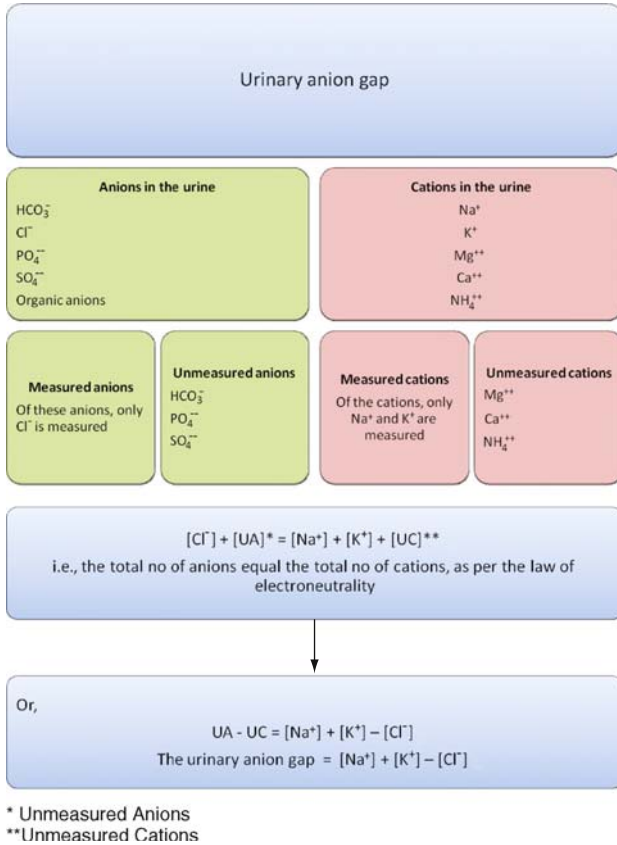 Urinary anion gap
Anions in the urine
HCO₃⁻
Cl⁻
PO₄⁻⁻
SO₄⁻⁻
Organic anions
Cations in the urine
Na⁺
K⁺
Mg⁺⁺
Ca⁺⁺
NH₄⁺⁺
Measured anions
Of these anions, only
Cl⁻ is measured
Unmeasured anions
HCO₃⁻
PO₄⁻⁻
SO₄⁻⁻
Measured cations
Of the cations, only
Na⁺ and K⁺ are
measured
Unmeasured cations
Mg⁺⁺
Ca⁺⁺
NH₄⁺⁺
[Cl⁻] + [UA]* = [Na⁺] + [K⁺] + [UC]**
i.e., the total no of anions equal the total no of cations, as per the law of
electroneutrality
Or,
UA - UC = [Na⁺] + [K⁺] – [Cl⁻]
The urinary anion gap = [Na⁺] + [K⁺] – [Cl⁻]
* Unmeasured Anions
**Unmeasured Cations